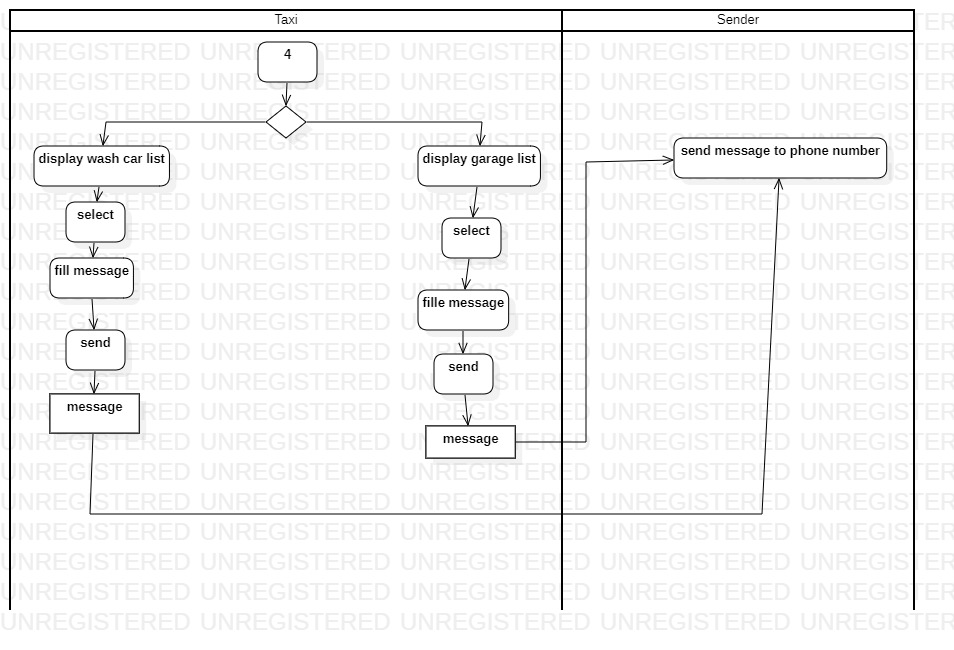 Taxi
Sender
4
display wash car list
display garage list
send message to phone number
select
select
fill message
fille message
send
send
message
message
UNREGISTERED UNREGISTERED UNREGISTERED UNREGISTERED UNREGISTERED